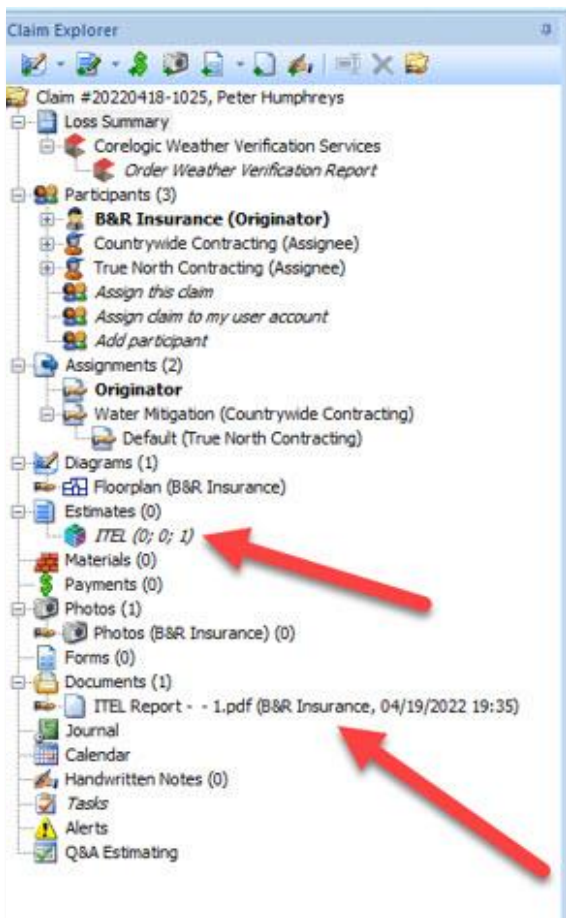 Claim Explorer
Claim #20220418-1025, Peter Humphreys
Loss Summary
Corelogic Weather Verification Services
Order Weather Verification Report
Participants (3)
B&R Insurance (Originator)
Countrywide Contracting (Assignee)
True North Contracting (Assignee)
Assign this claim
Assign claim to my user account
Add participant
Assignments (2)
Originator
Water Mitigation (Countrywide Contracting)
Default (True North Contracting)
Diagrams (1)
Floorplan (B&R Insurance)
Estimates (0)
ITEL (0; 0; 1)
Materials (0)
Payments (0)
Photos (1)
Photos (B&R Insurance) (0)
Forms (0)
Documents (1)
ITEL Report - - 1.pdf (B&R Insurance, 04/19/2022 19:35)
Journal
Calendar
Handwritten Notes (0)
Tasks
Alerts
Q&A Estimating